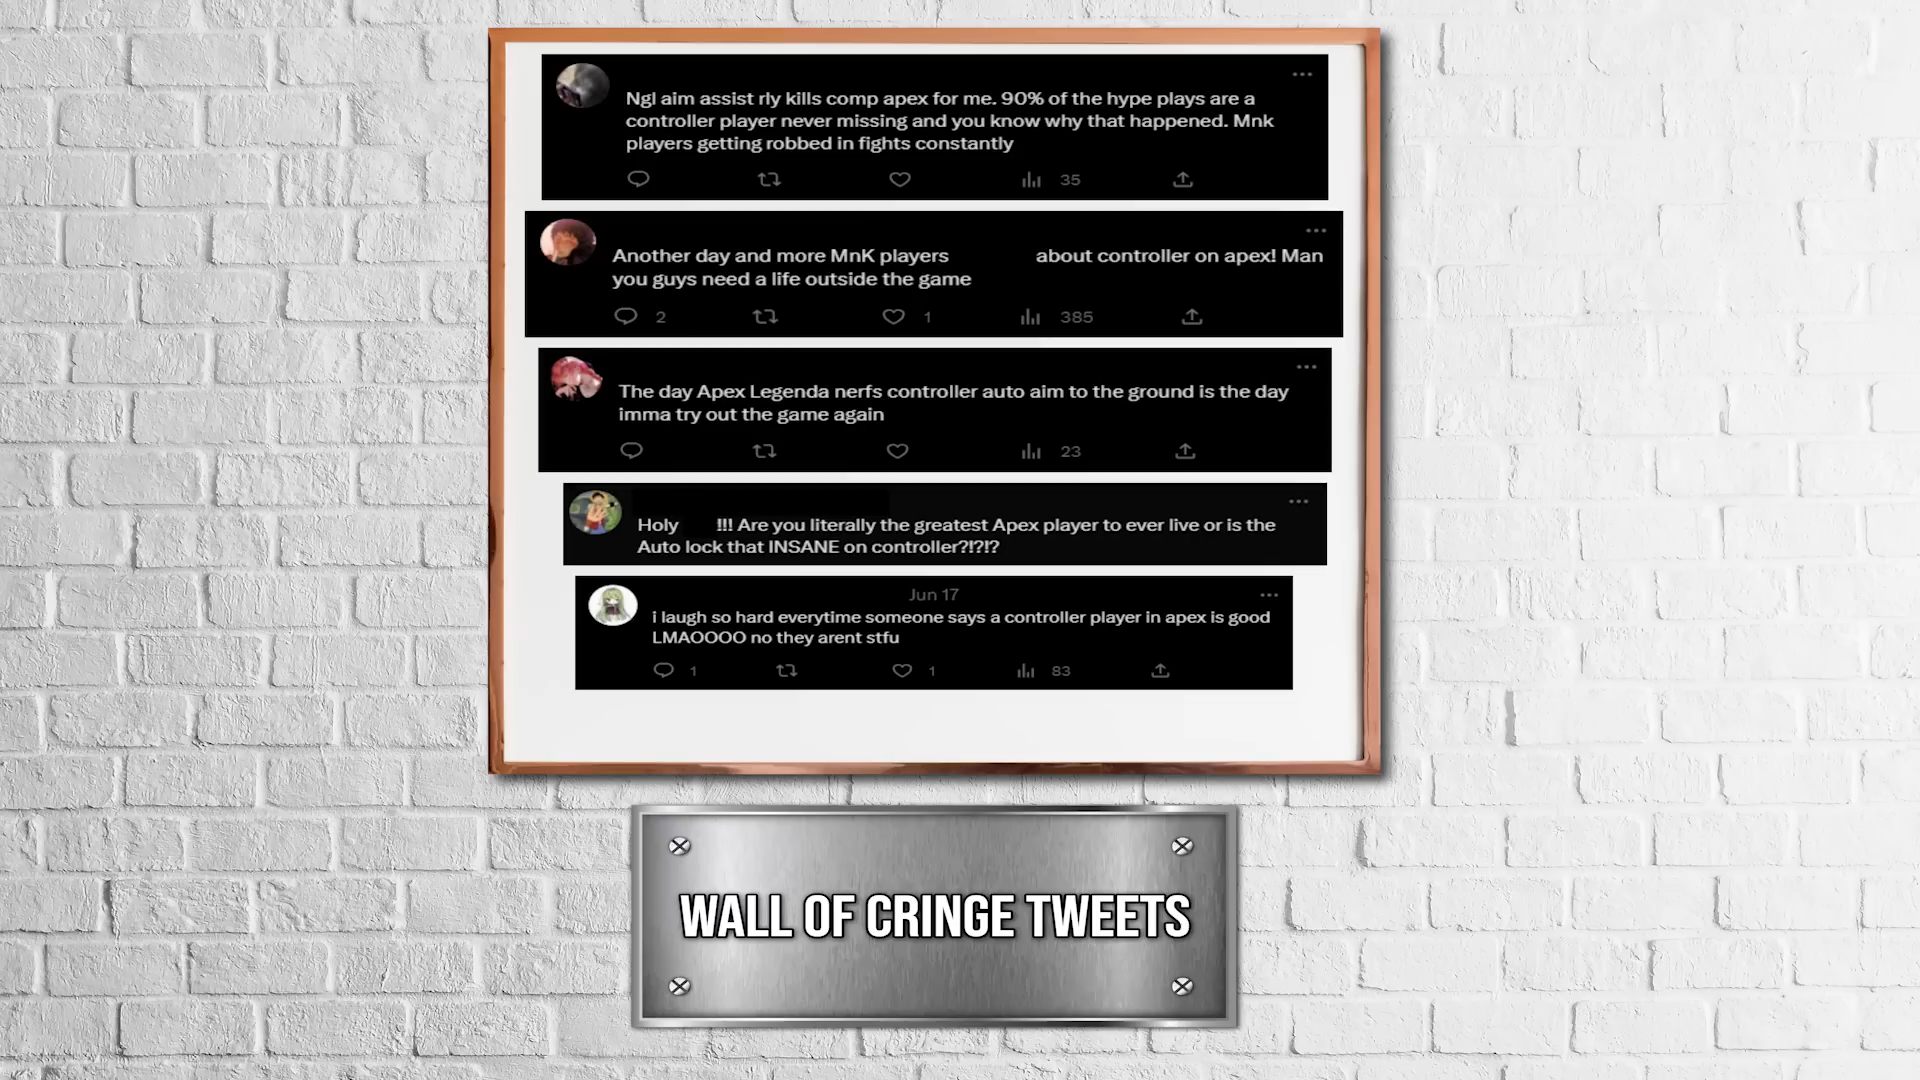 Ngl aim assist rly kills comp apex for me. 90% of the hype plays are a
controller player never missing and you know why that happened. Mnk
players getting robbed in fights constantly
35
Another day and more MnK players about controller on apex! Man
you guys need a life outside the game
2 1 385
The day Apex Legenda nerfs controller auto aim to the ground is the day
imma try out the game again
23
Holy !!! Are you literally the greatest Apex player to ever live or is the
Auto lock that INSANE on controller?!?!?
Jun 17
i laugh so hard everytime someone says a controller player in apex is good
LMAOOOO no they arent stfu
1 1 83
WALL OF CRINGE TWEETS